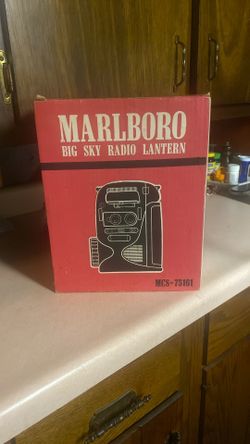 MARLBORO
BIG SKY RADIO LANTERN
MCS-75161